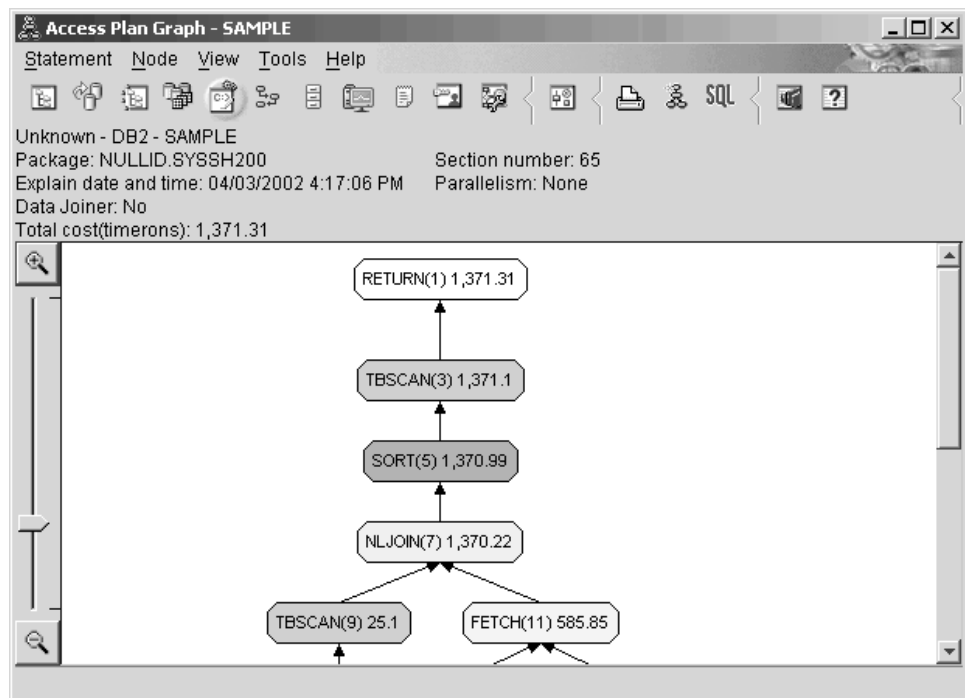 Access Plan Graph - SAMPLE
Statement Node View Tools Help
SQL ?
Unknown - DB2 - SAMPLE
Package: NULLID.SYSSH200 Section number: 65
Explain date and time: 04/03/2002 4:17:06 PM Parallelism: None
Data Joiner: No
Total cost(timerons): 1,371.31
RETURN(1) 1,371.31
TBSCAN(3) 1,371.1
SORT(5) 1,370.99
NLJOIN(7) 1,370.22
TBSCAN(9) 25.1 FETCH(11) 585.85